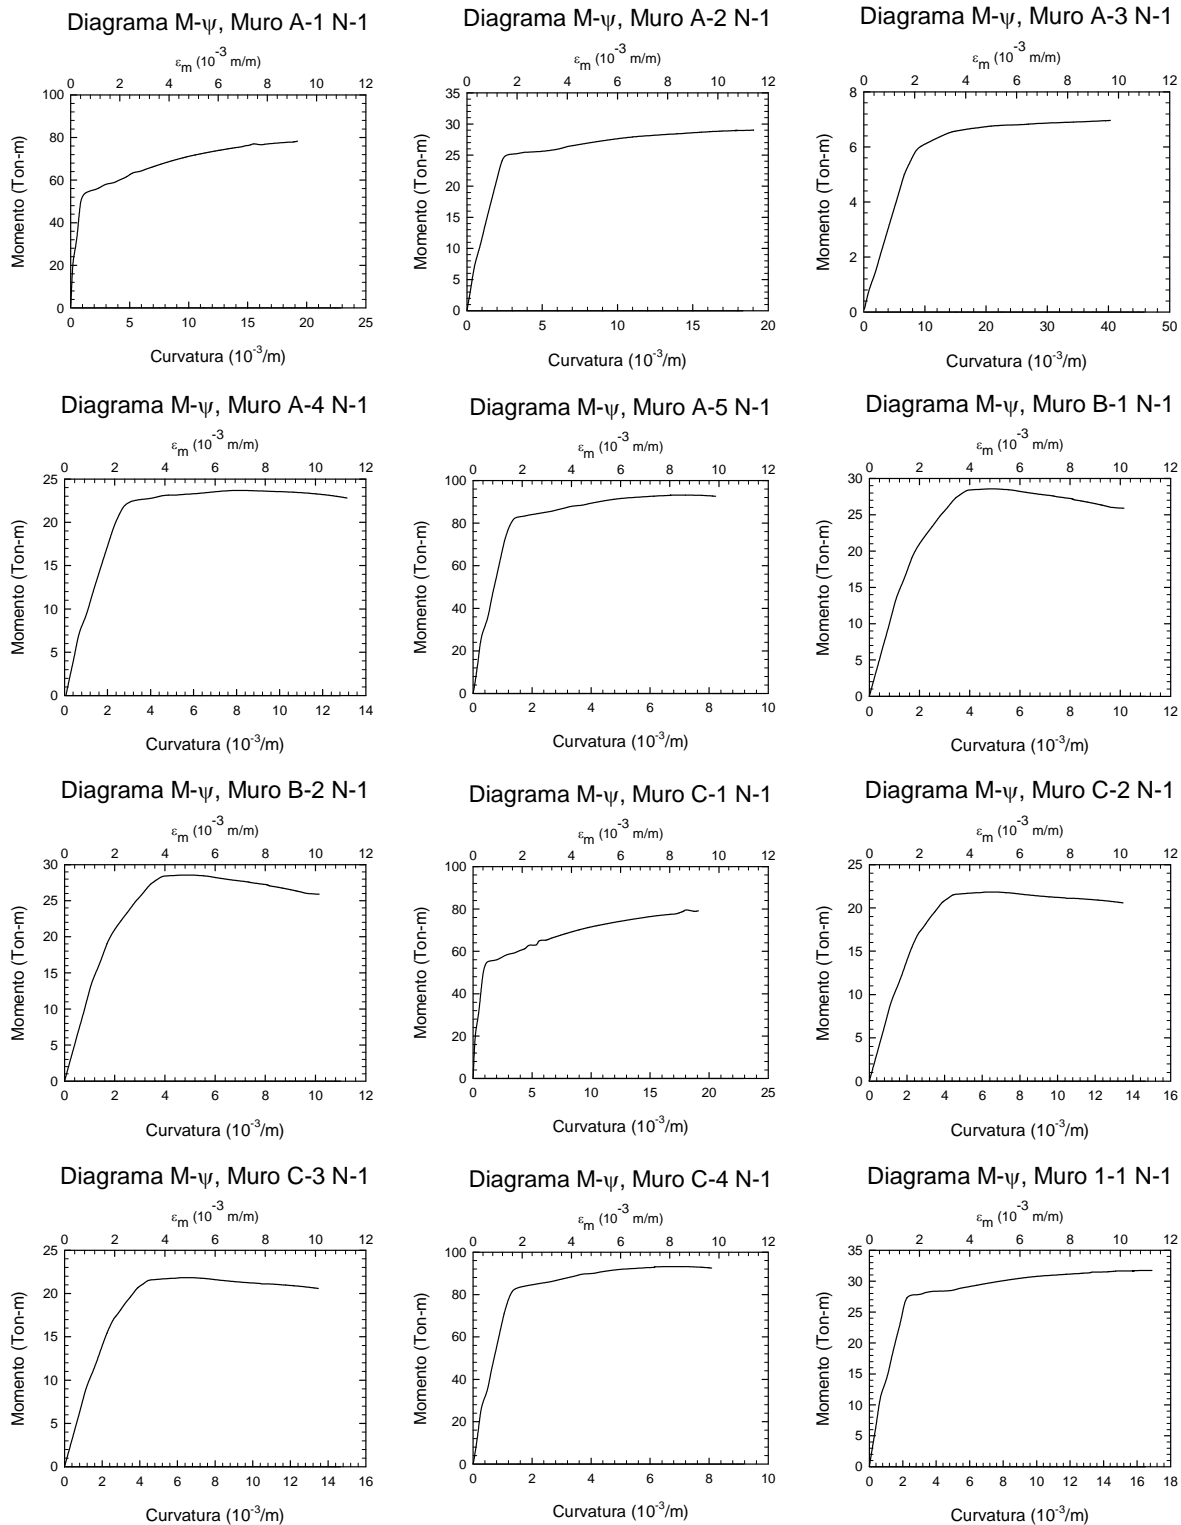 Diagrama M-ψ, Muro A-1 N-1
εm (10-3 m/m)
0 2 4 6 8 10 12
100
80
60
40
20
0
Momento (Ton-m)
0 5 10 15 20 25
Curvatura (10-3/m)
Diagrama M-ψ, Muro A-2 N-1
εm (10-3 m/m)
0 2 4 6 8 10 12
35
30
25
20
15
10
5
0
Momento (Ton-m)
0 5 10 15 20
Curvatura (10-3/m)
Diagrama M-ψ, Muro A-3 N-1
εm (10-3 m/m)
0 2 4 6 8 10 12
8
6
4
2
0
Momento (Ton-m)
0 10 20 30 40 50
Curvatura (10-3/m)
Diagrama M-ψ, Muro A-4 N-1
εm (10-3 m/m)
0 2 4 6 8 10 12
25
20
15
10
5
0
Momento (Ton-m)
0 2 4 6 8 10 12 14
Curvatura (10-3/m)
Diagrama M-ψ, Muro A-5 N-1
εm (10-3 m/m)
0 2 4 6 8 10 12
100
80
60
40
20
0
Momento (Ton-m)
0 2 4 6 8 10
Curvatura (10-3/m)
Diagrama M-ψ, Muro B-1 N-1
εm (10-3 m/m)
0 2 4 6 8 10 12
30
25
20
15
10
5
0
Momento (Ton-m)
0 2 4 6 8 10 12
Curvatura (10-3/m)
Diagrama M-ψ, Muro B-2 N-1
εm (10-3 m/m)
0 2 4 6 8 10 12
30
25
20
15
10
5
0
Momento (Ton-m)
0 2 4 6 8 10 12
Curvatura (10-3/m)
Diagrama M-ψ, Muro C-1 N-1
εm (10-3 m/m)
0 2 4 6 8 10 12
100
80
60
40
20
0
Momento (Ton-m)
0 5 10 15 20 25
Curvatura (10-3/m)
Diagrama M-ψ, Muro C-2 N-1
εm (10-3 m/m)
0 2 4 6 8 10 12
25
20
15
10
5
0
Momento (Ton-m)
0 2 4 6 8 10 12 14 16
Curvatura (10-3/m)
Diagrama M-ψ, Muro C-3 N-1
εm (10-3 m/m)
0 2 4 6 8 10 12
25
20
15
10
5
0
Momento (Ton-m)
0 2 4 6 8 10 12 14 16
Curvatura (10-3/m)
Diagrama M-ψ, Muro C-4 N-1
εm (10-3 m/m)
0 2 4 6 8 10 12
100
80
60
40
20
0
Momento (Ton-m)
0 2 4 6 8 10
Curvatura (10-3/m)
Diagrama M-ψ, Muro 1-1 N-1
εm (10-3 m/m)
0 2 4 6 8 10 12
35
30
25
20
15
10
5
0
Momento (Ton-m)
0 2 4 6 8 10 12 14 16 18
Curvatura (10-3/m)